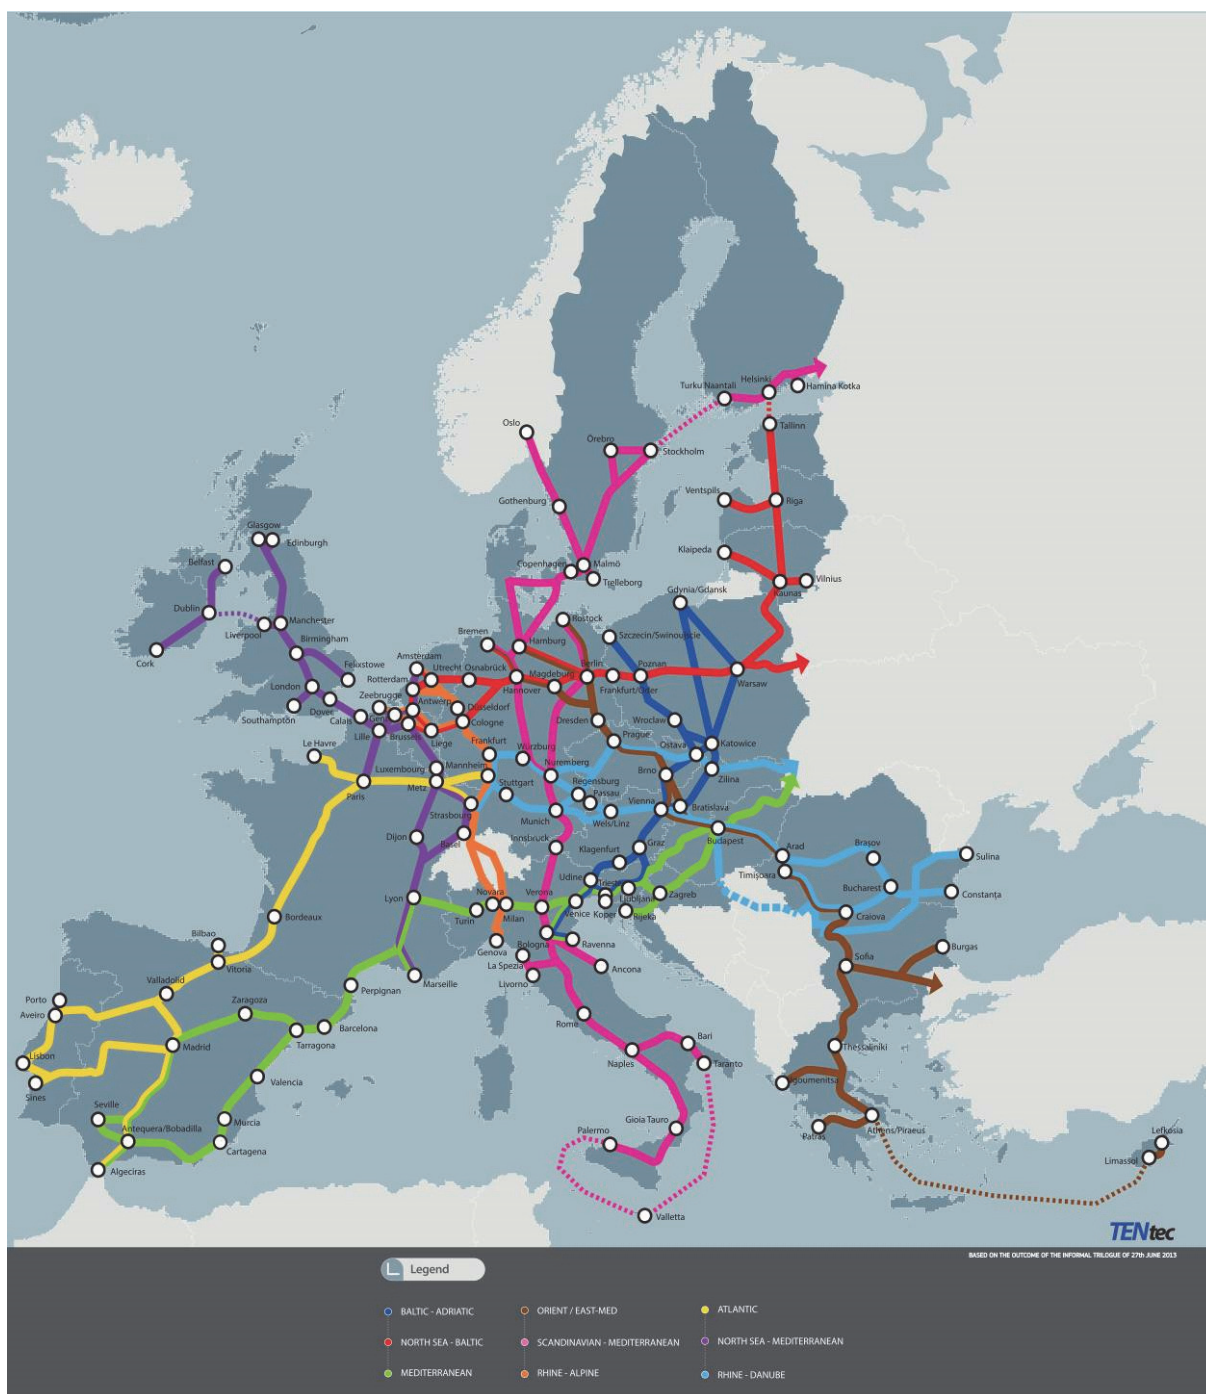 Turku Naantali
Helsinki
Hamina Kotka
Tallinn
Oslo
Örebro
Stockholm
Ventspils
Riga
Gothenburg
Glasgow
Edinburgh
Klaipeda
Belfast
Copenhagen
Malmö
Trelleborg
Vilnius
Kaunas
Gdynia/Gdansk
Dublin
Manchester
Liverpool
Rostock
Bremen
Hamburg
Szczecin/Swinoujscie
Birmingham
Cork
Felixstowe
Amsterdam
Utrecht
Osnabrück
Berlin
Poznan
Warsaw
Rotterdam
Magdeburg
Hannover
Frankfurt/Oder
London
Zeebrugge
Antwerp
Düsseldorf
Southampton
Dover
Calais
Cologne
Dresden
Wroclaw
Lille
Brussels
Liege
Frankfurt
Prague
Ostava
Katowice
Le Havre
Würzburg
Luxembourg
Mannheim
Nuremberg
Brno
Zilina
Paris
Metz
Stuttgart
Regensburg
Passau
Strasbourg
Vienna
Bratislava
Munich
Wels/Linz
Dijon
Basel
Innsbruck
Klagenfurt
Graz
Budapest
Arad
Brașov
Sulina
Timișoara
Udine
Trieste
Ljubljana
Zagreb
Bucharest
Constanța
Lyon
Novara
Verona
Turin
Milan
Venice
Koper
Rijeka
Craiova
Bordeaux
Bilbao
Genova
Bologna
Ravenna
Burgas
Vitoria
La Spezia
Ancona
Sofia
Marseille
Livorno
Valladolid
Perpignan
Porto
Zaragoza
Aveiro
Rome
Barcelona
Tarragona
Bari
Madrid
Naples
Thessaliniki
Lisbon
Taranto
Sines
Valencia
Igoumenitsa
Seville
Murcia
Gioia Tauro
Antequera/Bobadilla
Palermo
Patras
Athens/Piraeus
Lefkosia
Cartagena
Limassol
Algeciras
Valletta
TENtec
BASED ON THE OUTCOME OF THE INFORMAL TRILOGUE OF 27th JUNE 2013
Legend
BALTIC - ADRIATIC
ORIENT / EAST-MED
ATLANTIC
NORTH SEA - BALTIC
SCANDINAVIAN - MEDITERRANEAN
NORTH SEA - MEDITERRANEAN
MEDITERRANEAN
RHINE - ALPINE
RHINE - DANUBE